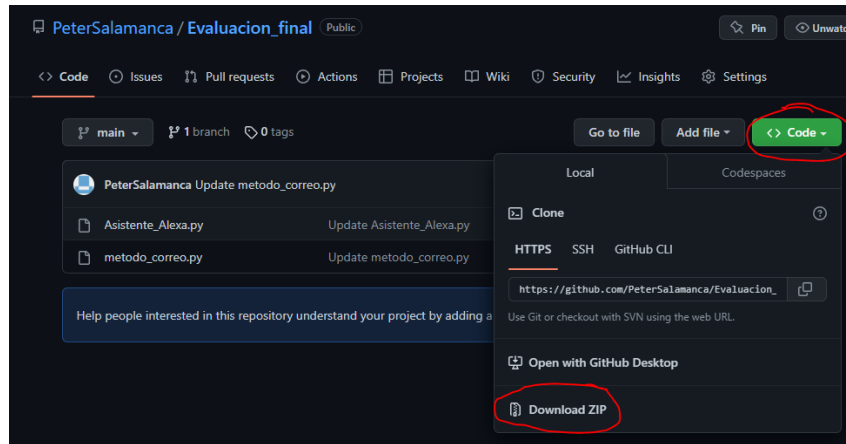 PeterSalamanca / Evaluacion_final Public
Pin
Unwatc
<> Code Issues Pull requests Actions Projects Wiki Security Insights Settings
main 1 branch 0 tags Go to file Add file <> Code
PeterSalamanca Update metodo_correo.py
Asistente_Alexa.py Update Asistente_Alexa.py
metodo_correo.py Update metodo_correo.py
Help people interested in this repository understand your project by adding a
Local Codespaces
Clone
HTTPS SSH GitHub CLI
https://github.com/PeterSalamanca/Evaluacion_
Use Git or checkout with SVN using the web URL.
Open with GitHub Desktop
Download ZIP